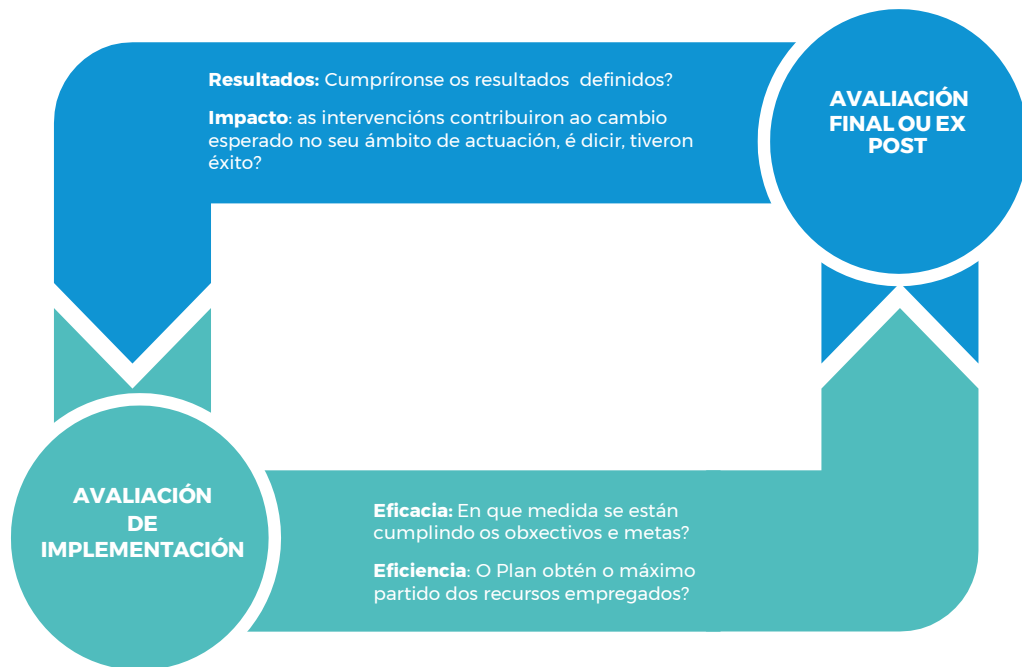 Resultados: Cumpríronse os resultados definidos?
Impacto: as intervencións contribuiron ao cambio
esperado no seu ámbito de actuación, é dicir, tiveron
éxito?
AVALIACIÓN
FINAL OU EX
POST
AVALIACIÓN
DE
IMPLEMENTACIÓN
Eficacia: En que medida se están
cumplindo os obxectivos e metas?
Eficiencia: O Plan obtén o máximo
partido dos recursos empregados?